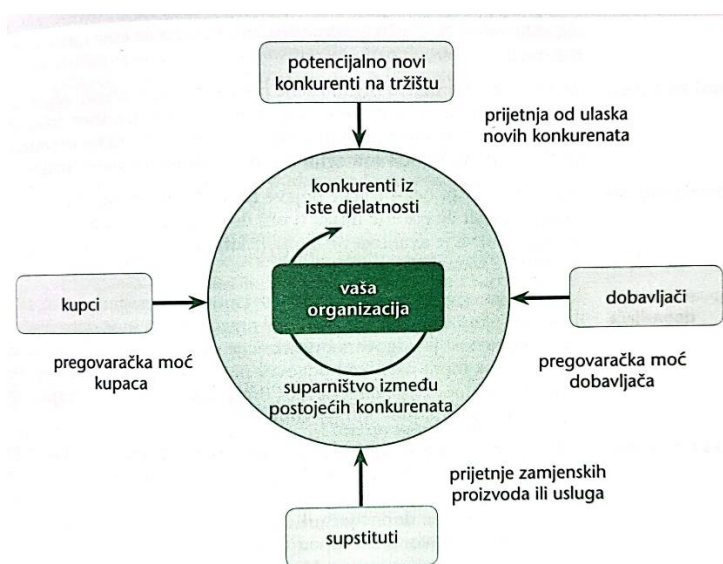 potencijalno novi
konkurenti na tržištu
prijetnja od ulaska
novih konkurenata
konkurenti iz
iste djelatnosti
kupci
vaša
organizacija
dobavljači
pregovaračka moć
kupaca
suparništvo između
postojećih konkurenata
pregovaračka moć
dobavljača
prijetnje zamjenskih
proizvoda ili usluga
supstituti